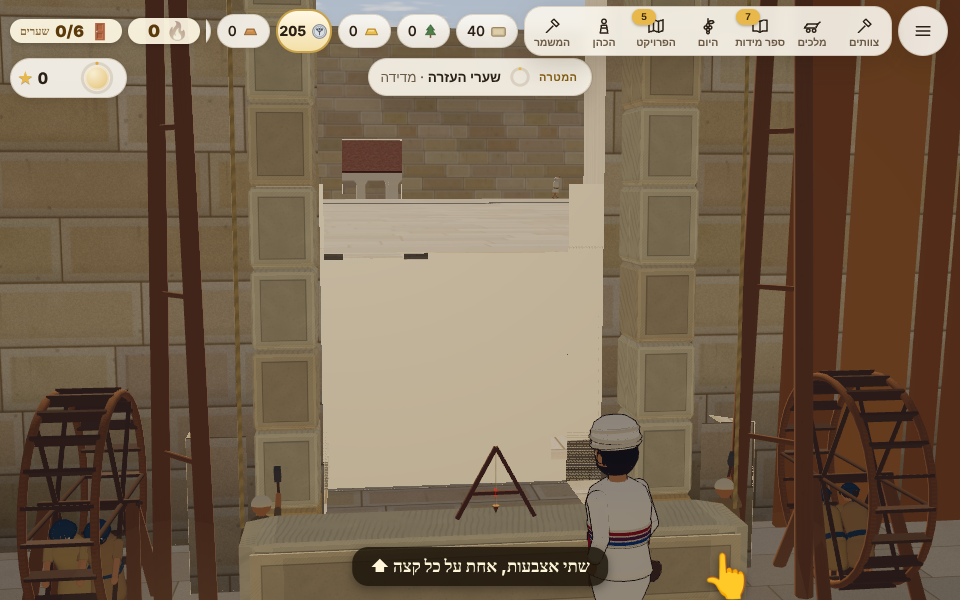 צוותים
מלכים
ספר מידות
7
היום
הפרויקט
5
הכהן
המשמר
40
0
0
205
0
0
0/6 שערים
0
המטרה
שערי העזרה · מדידה
שתי אצבעות, אחת על כל קצה